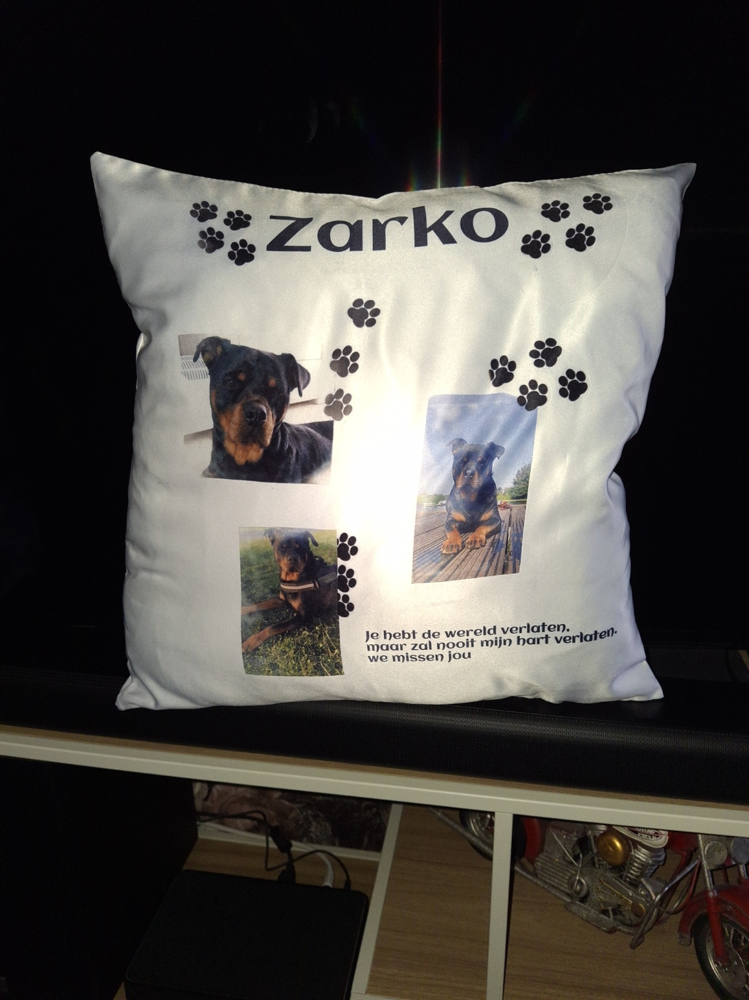 Zarko
Je hebt de wereld verlaten,
maar zal nooit mijn hart verlaten.
we missen jou